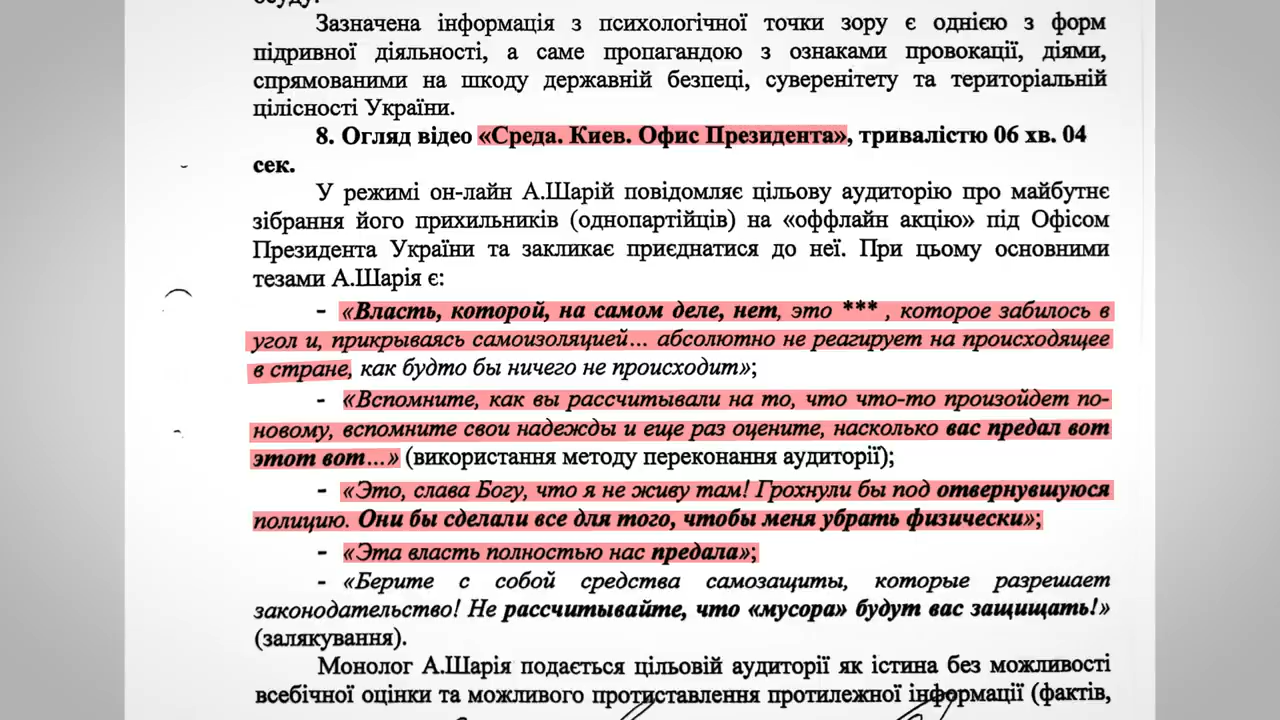 осуду.
Зазначена інформація з психологічної точки зору є однією з форм
підривної діяльності, а саме пропагандою з ознаками провокації, діями,
спрямованими на шкоду державній безпеці, суверенітету та територіальній
цілісності України.
8. Огляд відео «Среда. Киев. Офис Президента», тривалістю 06 хв. 04
сек.
У режимі он-лайн А.Шарій повідомляє цільову аудиторію про майбутнє
зібрання його прихильників (однопартійців) на «оффлайн акцію» під Офісом
Президента України та закликає приєднатися до неї. При цьому основними
тезами А.Шарія є:
- «Власть, которой, на самом деле, нет, это *** , которое забилось в
угол и, прикрываясь самоизоляцией... абсолютно не реагирует на происходящее
в стране, как будто бы ничего не происходит»;
- «Вспомните, как вы рассчитывали на то, что что-то произойдет по-
новому, вспомните свои надежды и еще раз оцените, насколько вас предал вот
этот вот...» (використання методу переконання аудиторії);
- «Это, слава Богу, что я не живу там! Грохнули бы под отвернувшуюся
полицию. Они бы сделали все для того, чтобы меня убрать физически»;
- «Эта власть полностью нас предала»;
- «Берите с собой средства самозащиты, которые разрешает
законодательство! Не рассчитывайте, что «мусора» будут вас защищать!»
(залякування).
Монолог А.Шарія подається цільовій аудиторії як істина без можливості
всебічної оцінки та можливого протиставлення протилежної інформації (фактів,